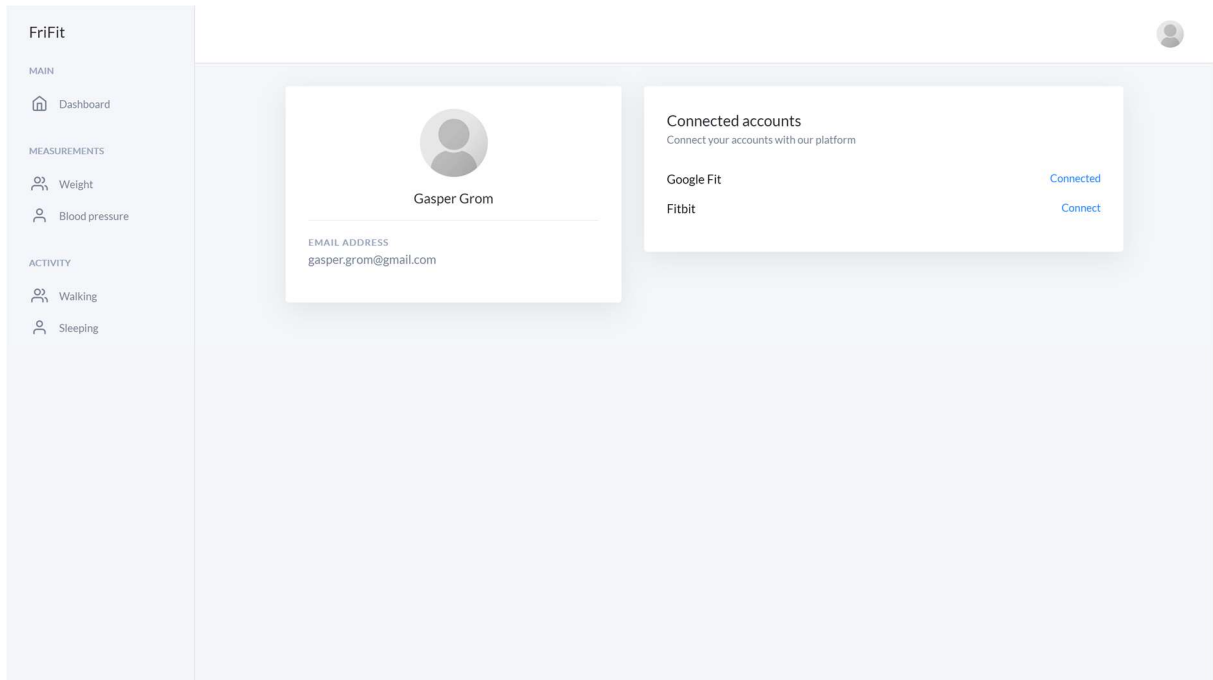 FriFit
MAIN
Dashboard
MEASUREMENTS
Weight
Blood pressure
ACTIVITY
Walking
Sleeping
Gasper Grom
EMAIL ADDRESS
gasper.grom@gmail.com
Connected accounts
Connect your accounts with our platform
Google Fit Connected
Fitbit Connect